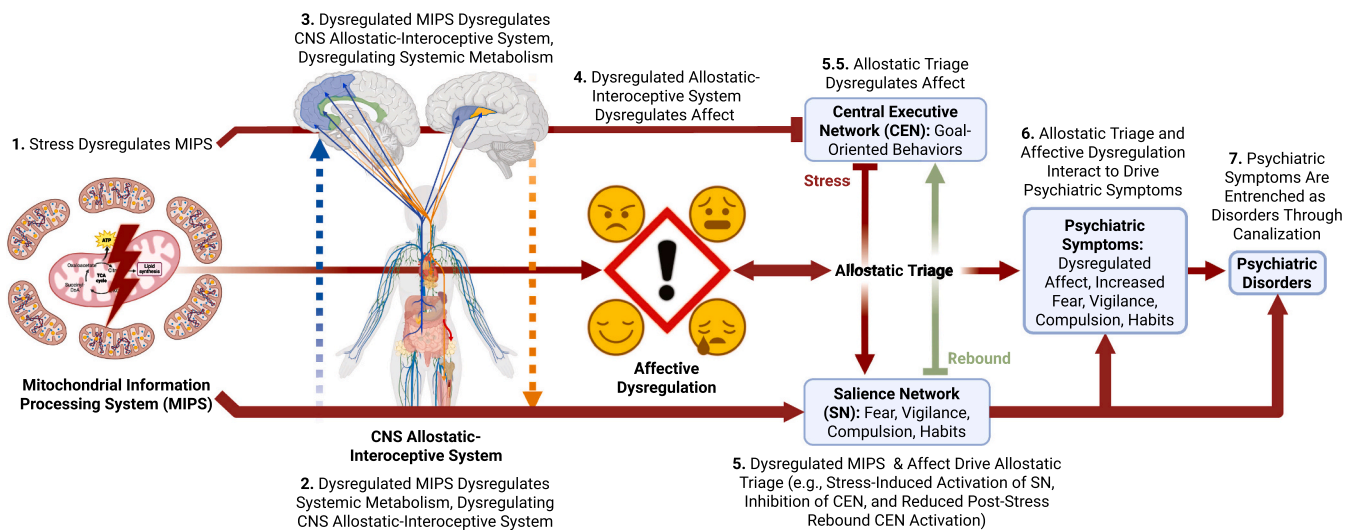 3. Dysregulated MIPS Dysregulates
CNS Allostatic-Interoceptive System,
Dysregulating Systemic Metabolism
4. Dysregulated Allostatic-
Interoceptive System
Dysregulates Affect
5.5. Allostatic Triage
Dysregulates Affect
Central Executive
Network (CEN): Goal-
Oriented Behaviors
1. Stress Dysregulates MIPS
6. Allostatic Triage and
Affective Dysregulation
Interact to Drive
Psychiatric Symptoms
7. Psychiatric
Symptoms Are
Entrenched as
Disorders Through
Canalization
Stress
ATP
Oxaloacetate
TCA
cycle
Lipid
synthesis
Succinyl
CoA
Allostatic Triage
Psychiatric
Symptoms:
Dysregulated
Affect, Increased
Fear, Vigilance,
Compulsion, Habits
Psychiatric
Disorders
Rebound
Affective
Dysregulation
Mitochondrial Information
Processing System (MIPS)
Salience Network
(SN): Fear, Vigilance,
Compulsion, Habits
CNS Allostatic-
Interoceptive System
2. Dysregulated MIPS Dysregulates
Systemic Metabolism, Dysregulating
CNS Allostatic-Interoceptive System
5. Dysregulated MIPS & Affect Drive Allostatic
Triage (e.g., Stress-Induced Activation of SN,
Inhibition of CEN, and Reduced Post-Stress
Rebound CEN Activation)